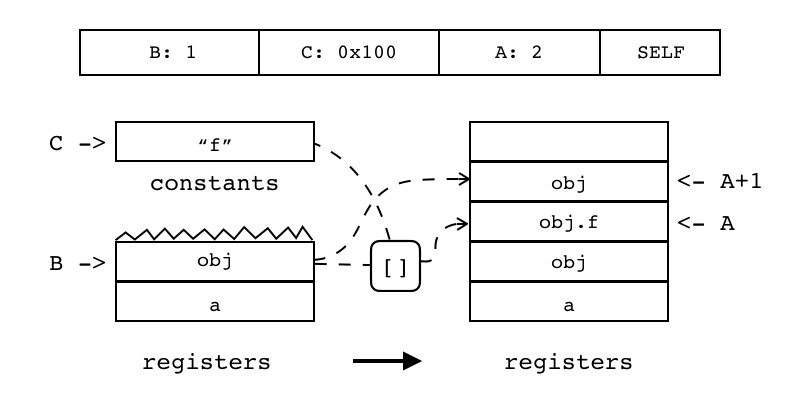 B: 1 C: 0x100 A: 2 SELF
C -> “f”
constants
obj <- A+1
obj.f <- A
B -> obj [] obj
a a
registers registers